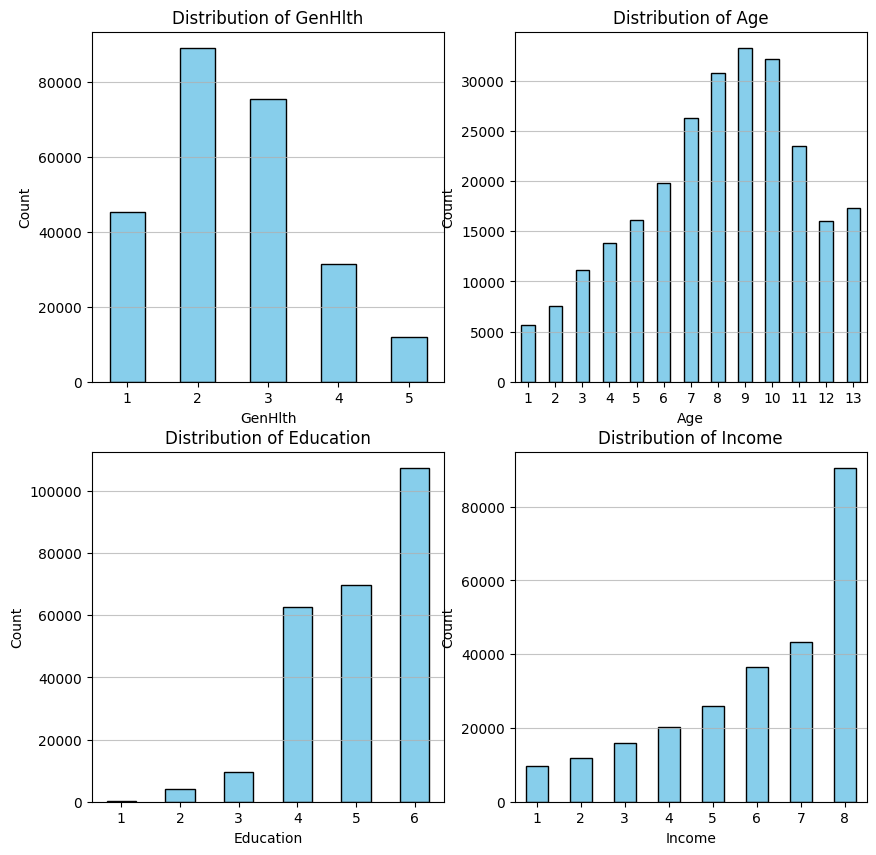 Distribution of GenHlth
Count
80000
60000
40000
20000
0
1 2 3 4 5
GenHlth
Distribution of Age
Count
30000
25000
20000
15000
10000
5000
0
1 2 3 4 5 6 7 8 9 10 11 12 13
Age
Distribution of Education
Count
100000
80000
60000
40000
20000
0
1 2 3 4 5 6
Education
Distribution of Income
Count
80000
60000
40000
20000
0
1 2 3 4 5 6 7 8
Income